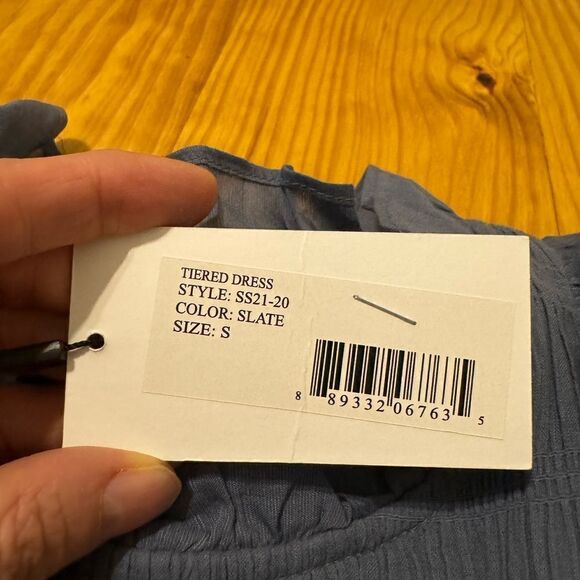 TIERED DRESS
STYLE: SS21-20
COLOR: SLATE
SIZE: S
8 89332 06763 5